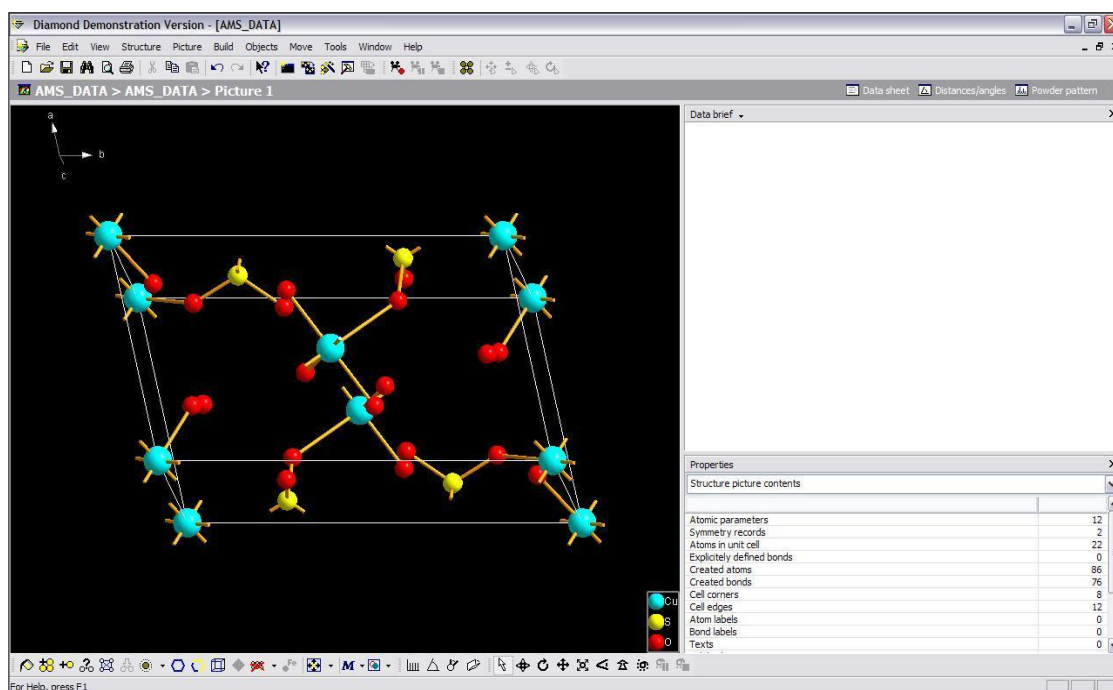 Diamond Demonstration Version - [AMS_DATA]
File Edit View Structure Picture Build Objects Move Tools Window Help
AMS_DATA > AMS_DATA > Picture 1
Data sheet Distances/angles Powder pattern
Data brief
a
b
c
Properties
Structure picture contents
Atomic parameters 12
Symmetry records 2
Atoms in unit cell 22
Explicitely defined bonds 0
Created atoms 86
Created bonds 76
Cell corners 8
Cell edges 12
Atom labels 0
Bond labels 0
Texts 0
Cu
S
O
Fe
M
For Help, press F1